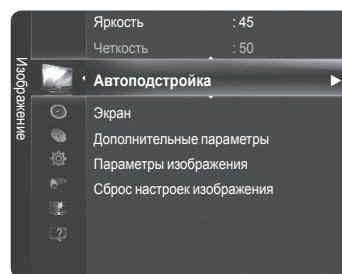 Изображение
Яркость : 45
Четкость : 50
Автоподстройка
Экран
Дополнительные параметры
Параметры изображения
Сброс настроек изображения